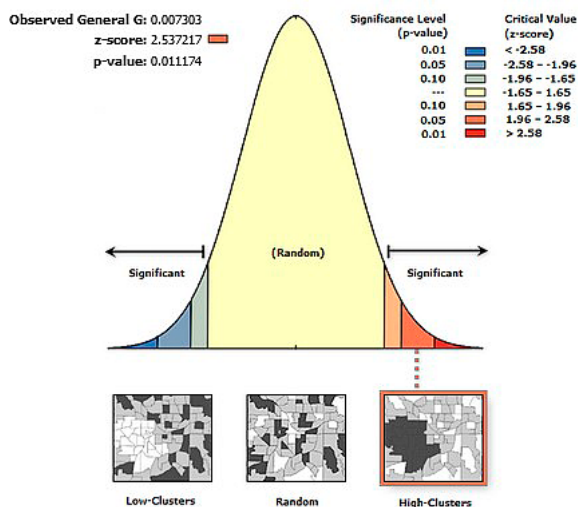 Observed General G: 0.007303
z-score: 2.537217
p-value: 0.011174
Significance Level Critical Value
(p-value) (z-score)
0.01 < -2.58
0.05 -2.58 – -1.96
0.10 -1.96 – -1.65
--- -1.65 – 1.65
0.10 1.65 – 1.96
0.05 1.96 – 2.58
0.01 > 2.58
(Random)
Significant Significant
Low-Clusters Random High-Clusters